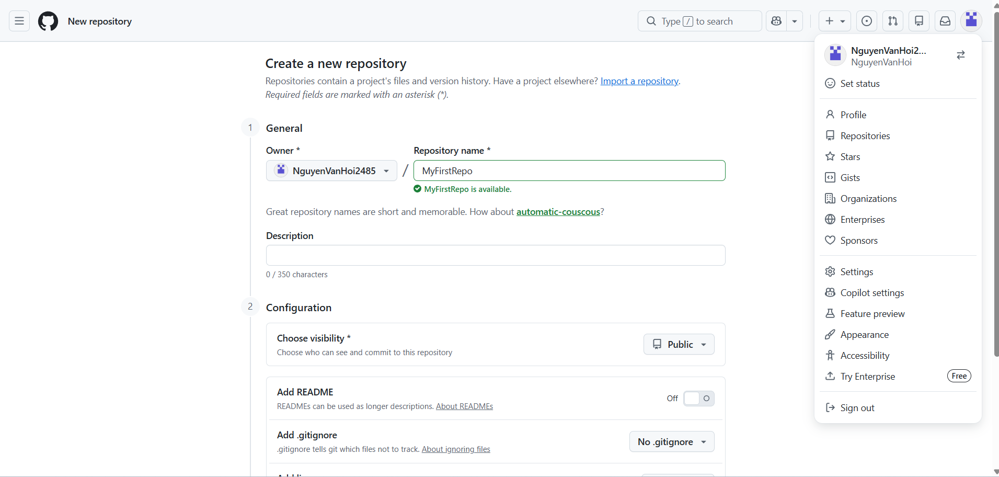 New repository
Type / to search
NguyenVanHoi2...
NguyenVanHoi
Set status
Profile
Repositories
Stars
Gists
Organizations
Enterprises
Sponsors
Settings
Copilot settings
Feature preview
Appearance
Accessibility
Try Enterprise Free
Sign out
Create a new repository
Repositories contain a project's files and version history. Have a project elsewhere? Import a repository.
Required fields are marked with an asterisk (*).
1 General
Owner * Repository name *
NguyenVanHoi2485 / MyFirstRepo
MyFirstRepo is available.
Great repository names are short and memorable. How about automatic-couscous?
Description
0 / 350 characters
2 Configuration
Choose visibility *
Choose who can see and commit to this repository
Public
Add README
READMEs can be used as longer descriptions. About READMEs
Off
Add .gitignore
.gitignore tells git which files not to track. About ignoring files
No .gitignore